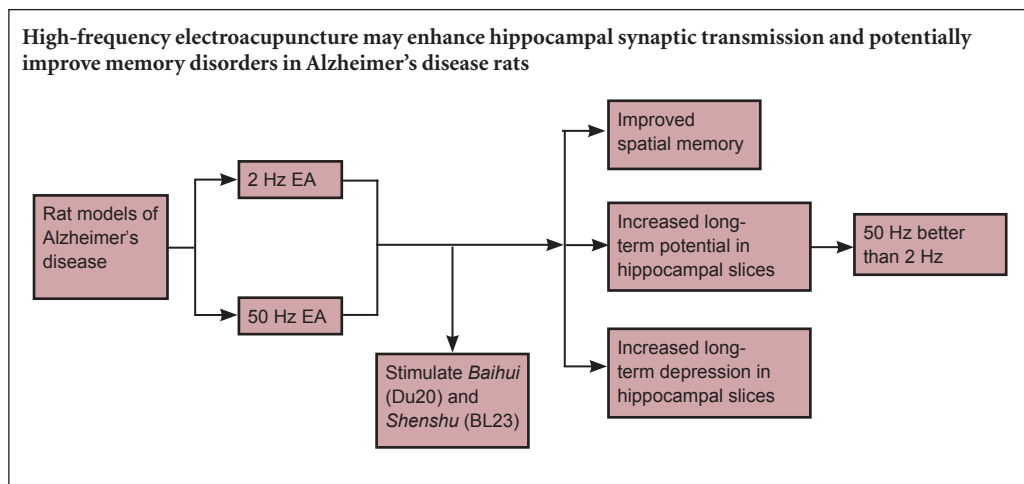 High-frequency electroacupuncture may enhance hippocampal synaptic transmission and potentially
improve memory disorders in Alzheimer's disease rats
Rat models of
Alzheimer's
disease
2 Hz EA
50 Hz EA
Stimulate Baihui
(Du20) and
Shenshu (BL23)
Improved
spatial memory
Increased long-
term potential in
hippocampal slices
50 Hz better
than 2 Hz
Increased long-
term depression in
hippocampal slices